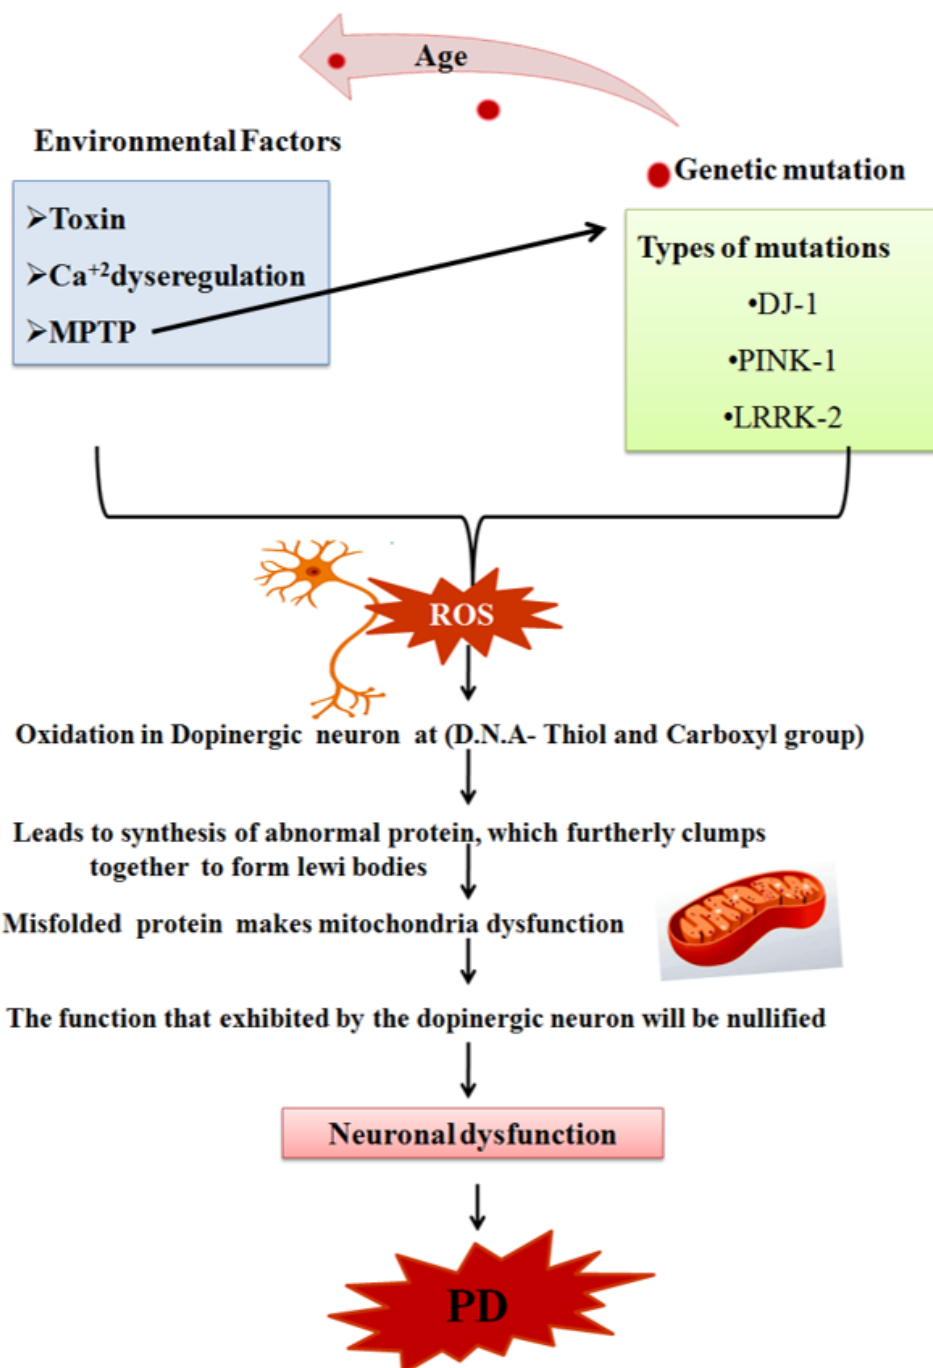 Age
Environmental Factors
➢Toxin
➢Ca⁺²dyseregulation
➢MPTP
Genetic mutation
Types of mutations
•DJ-1
•PINK-1
•LRRK-2
ROS
Oxidation in Dopinergic neuron at (D.N.A- Thiol and Carboxyl group)
Leads to synthesis of abnormal protein, which furtherly clumps
together to form lewi bodies
Misfolded protein makes mitochondria dysfunction
The function that exhibited by the dopinergic neuron will be nullified
Neuronal dysfunction
PD